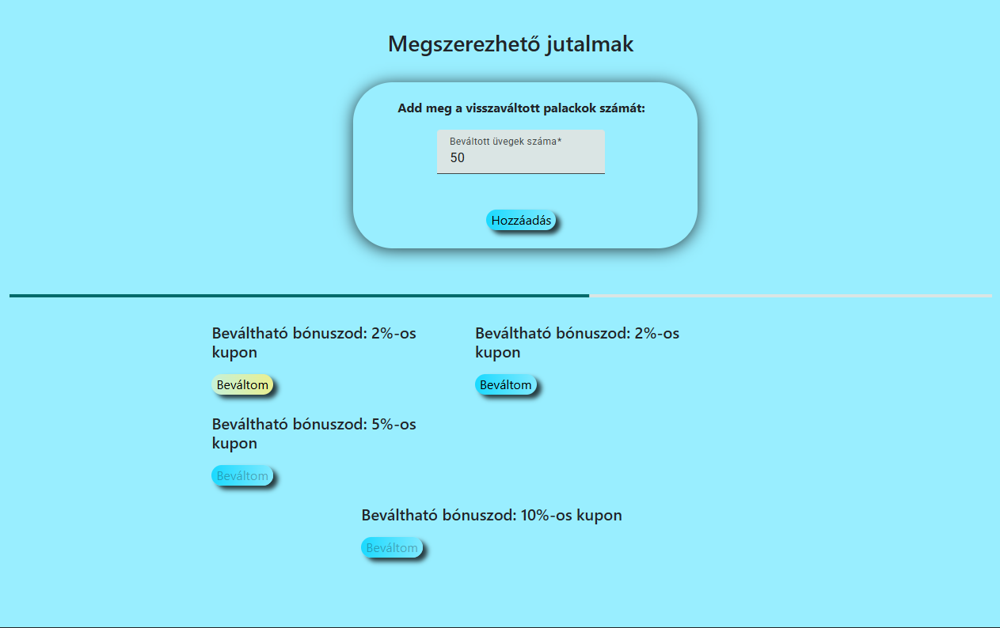 Megszerezhető jutalmak
Add meg a visszaváltott palackok számát:
Beváltott üvegek száma*
50
Hozzáadás
Beváltható bónuszod: 2%-os
kupon
Beváltom
Beváltható bónuszod: 2%-os
kupon
Beváltom
Beváltható bónuszod: 5%-os
kupon
Beváltom
Beváltható bónuszod: 10%-os kupon
Beváltom